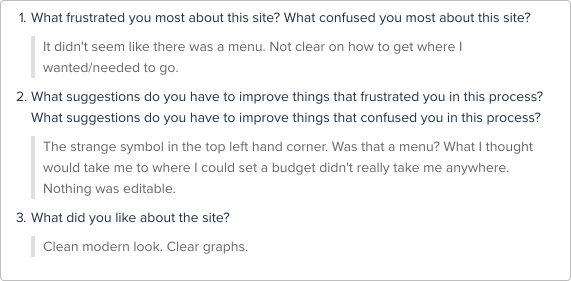 1. What frustrated you most about this site? What confused you most about this site?
It didn't seem like there was a menu. Not clear on how to get where I
wanted/needed to go.
2. What suggestions do you have to improve things that frustrated you in this process?
What suggestions do you have to improve things that confused you in this process?
The strange symbol in the top left hand corner. Was that a menu? What I thought
would take me to where I could set a budget didn't really take me anywhere.
Nothing was editable.
3. What did you like about the site?
Clean modern look. Clear graphs.